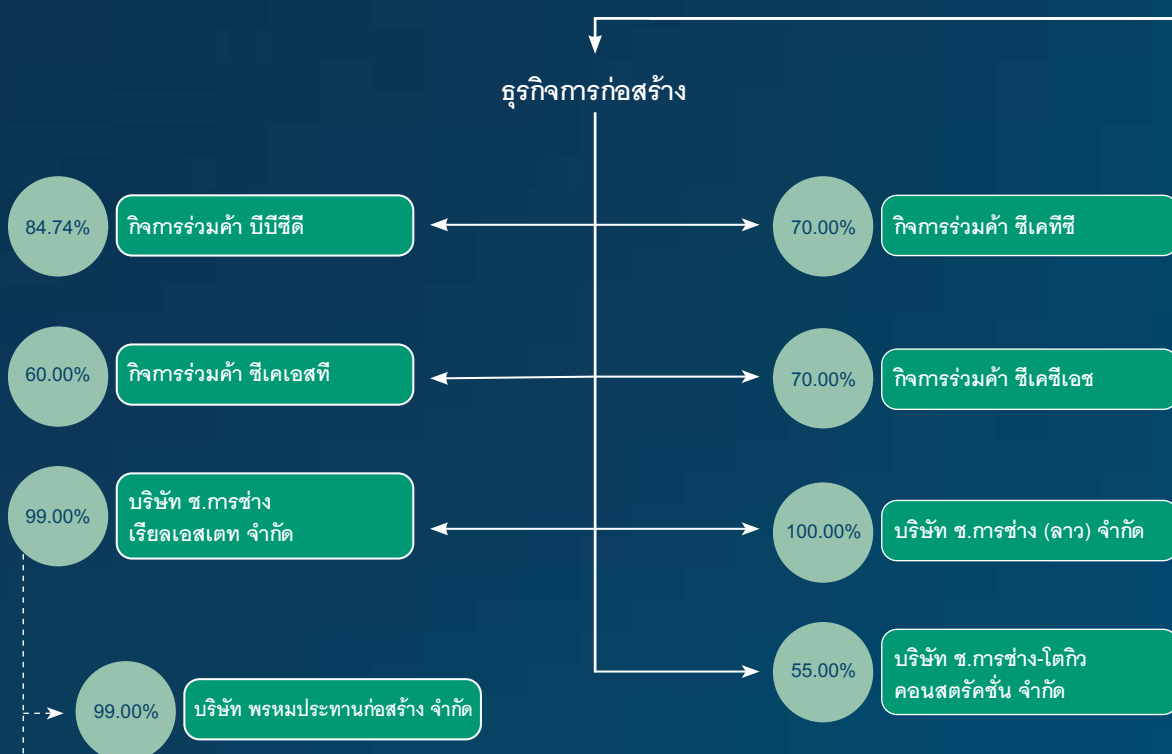 ธุรกิจการก่อสร้าง
84.74%
กิจการร่วมค้า บีบีซีดี
70.00%
กิจการร่วมค้า ซีเคทีซี
60.00%
กิจการร่วมค้า ซีเคเอสที
70.00%
กิจการร่วมค้า ซีเคซีเอช
99.00%
บริษัท ช.การช่าง
เรียลเอสเตท จำกัด
100.00%
บริษัท ช.การช่าง (ลาว) จำกัด
55.00%
บริษัท ช.การช่าง-โตกิว
คอนสตรัคชั่น จำกัด
99.00%
บริษัท พรหมประทานก่อสร้าง จำกัด